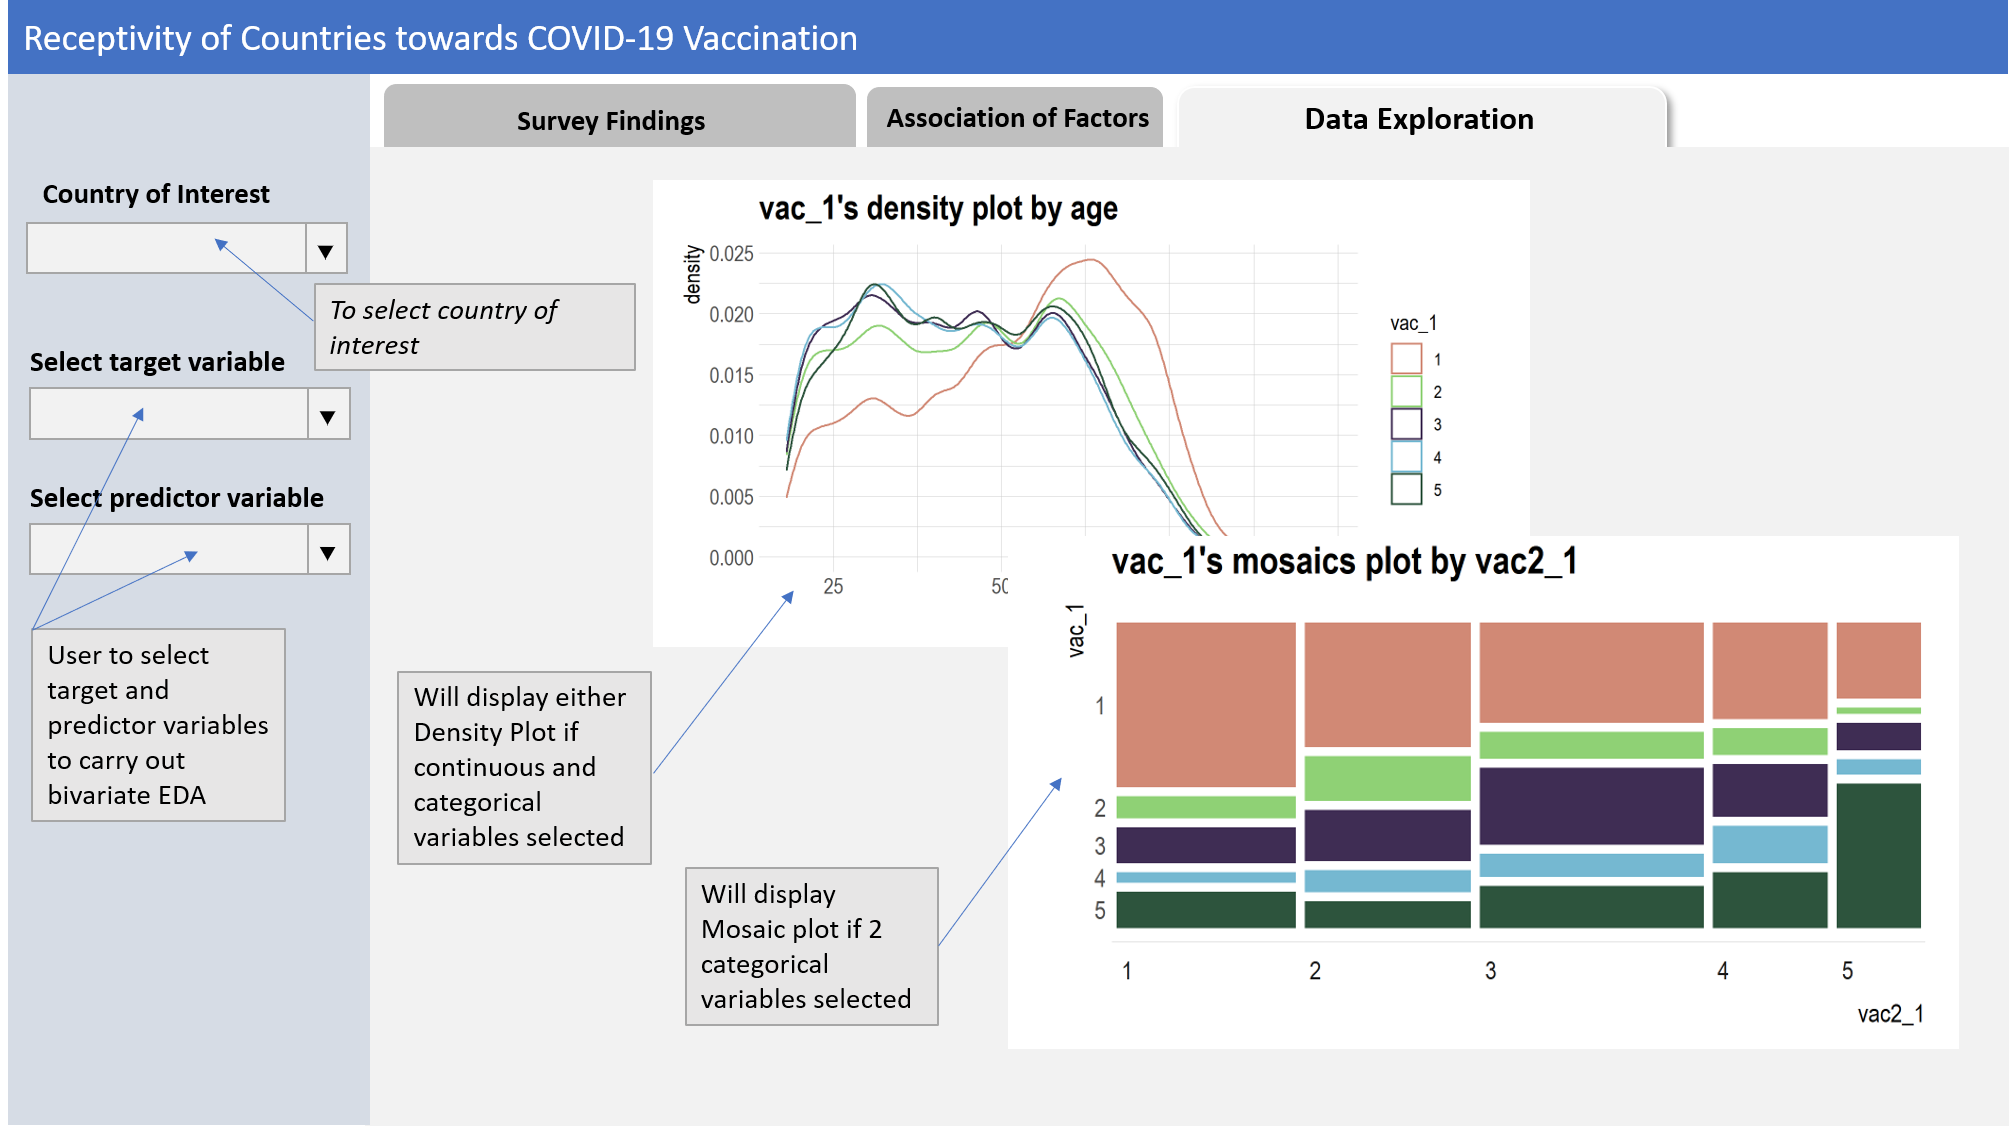 Receptivity of Countries towards COVID-19 Vaccination
Survey Findings
Association of Factors
Data Exploration
Country of Interest
▼
To select country of
interest
Select target variable
▼
Select predictor variable
▼
User to select
target and
predictor variables
to carry out
bivariate EDA
vac_1's density plot by age
density
0.025
0.020
0.015
0.010
0.005
0.000
25
50
vac_1
1
2
3
4
5
Will display either
Density Plot if
continuous and
categorical
variables selected
Will display
Mosaic plot if 2
categorical
variables selected
vac_1's mosaics plot by vac2_1
vac_1
1
2
3
4
5
1
2
3
4
5
vac2_1